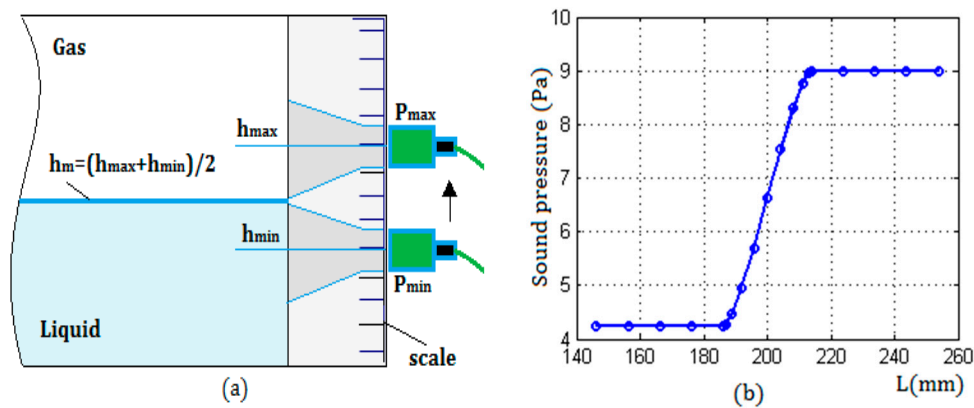 Gas
Pmax
hmax
hm=(hmax+hmin)/2
hmin
Pmin
Liquid
scale
(a)
Sound pressure (Pa)
10
9
8
7
6
5
4
140 160 180 200 220 240 260
(b)
L(mm)